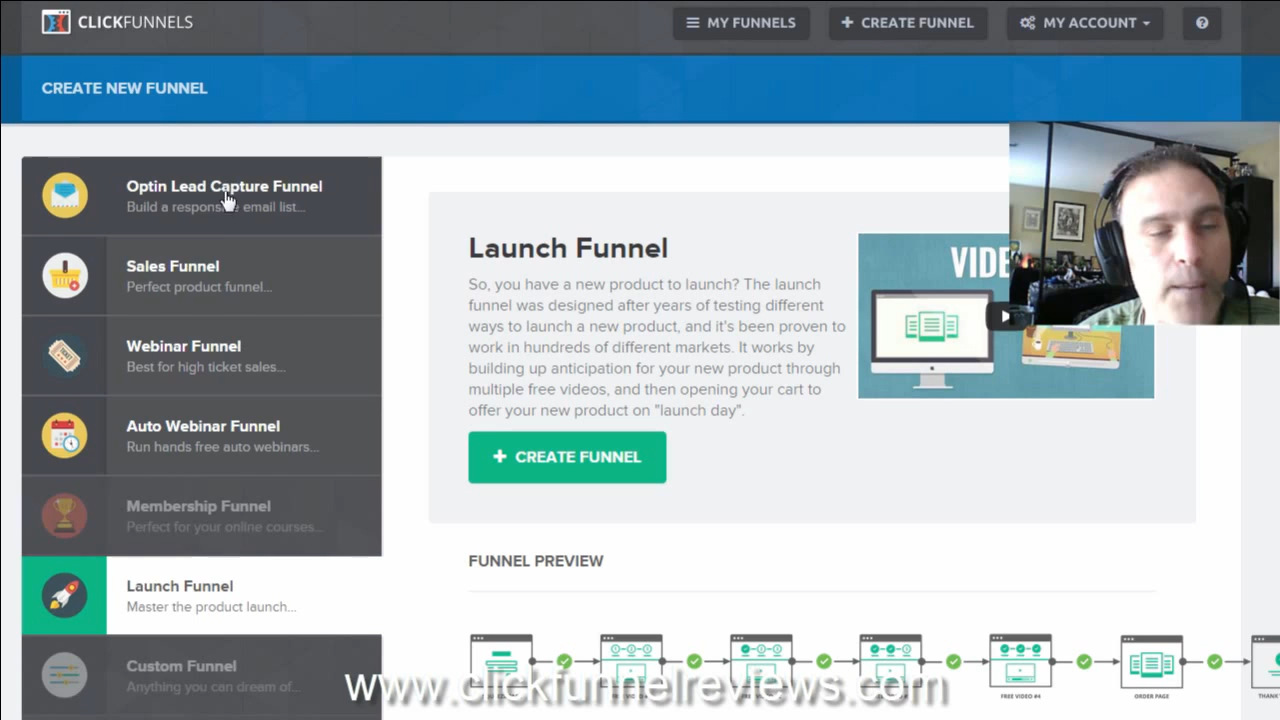 CLICKFUNNELS
MY FUNNELS
CREATE FUNNEL
MY ACCOUNT
CREATE NEW FUNNEL
Optin Lead Capture Funnel
Build a email list...
Sales Funnel
Perfect product funnel...
Webinar Funnel
Best for high ticket sales...
Auto Webinar Funnel
Run hands free auto webinars...
Membership Funnel
Perfect for your online courses...
Launch Funnel
Master the product launch...
Custom Funnel
Anything you can dream of...
Launch Funnel
So, you have a new product to launch? The launch
funnel was designed after years of testing different
ways to launch a new product, and it's been proven to
work in hundreds of different markets. It works by
building up anticipation for your new product through
multiple free videos, and then opening your cart to
offer your new product on "launch day".
CREATE FUNNEL
FUNNEL PREVIEW
FREE VIDEO #4
ORDER PAGE
www.clickfunnelreviews.com